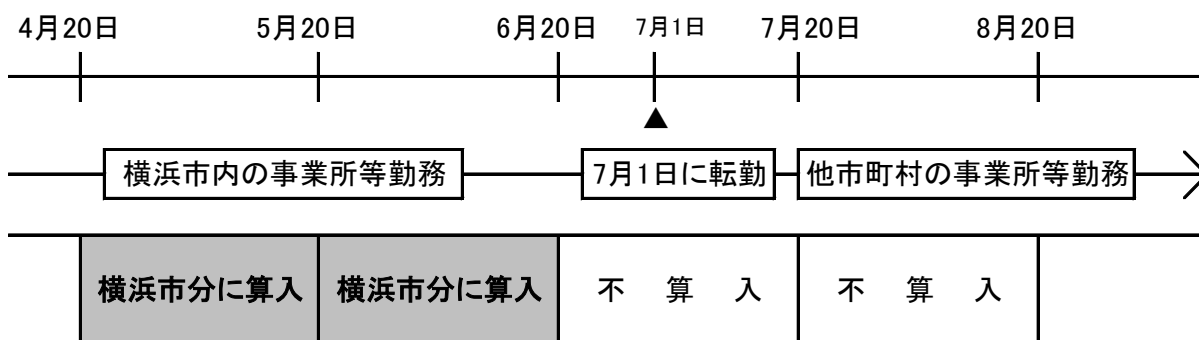 4月20日 5月20日 6月20日 7月1日 7月20日 8月20日
▲
横浜市内の事業所等勤務 7月1日に転勤 他市町村の事業所等勤務
横浜市分に算入 横浜市分に算入 不 算 入 不 算 入